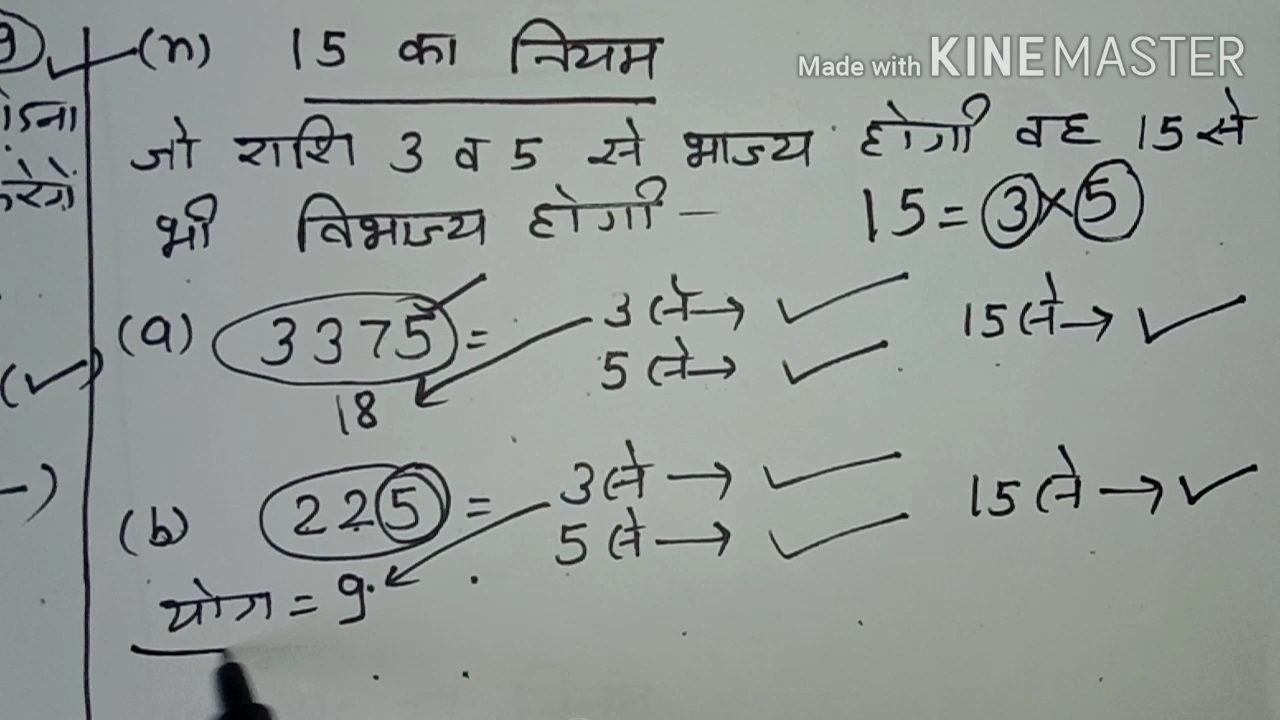 (n) 15 का नियम
Made with KINEMASTER
जो राशि 3 व 5 से भाज्य होगी वह 15 से
भी विभाज्य होगी -
15 = 3 × 5
(a) 3375 = 3 से → ✓ 15 से → ✓
5 से → ✓
18
(b) 225 = 3 से → ✓ 15 से → ✓
5 से → ✓
योग = 9